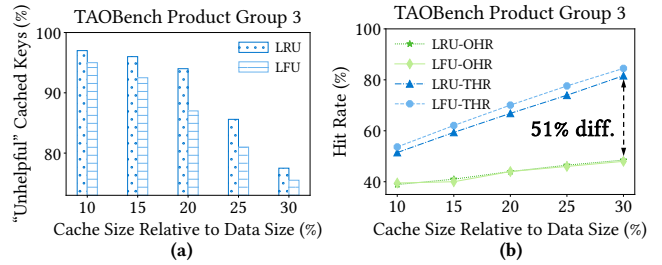 TAOBench Product Group 3
"Unhelpful" Cached Keys (%)
100
90
80
LRU
LFU
10 15 20 25 30
Cache Size Relative to Data Size (%)
(a)
TAOBench Product Group 3
Hit Rate (%)
100
80
60
40
LRU-OHR
LFU-OHR
LRU-THR
LFU-THR
51% diff.
10 15 20 25 30
Cache Size Relative to Data Size (%)
(b)